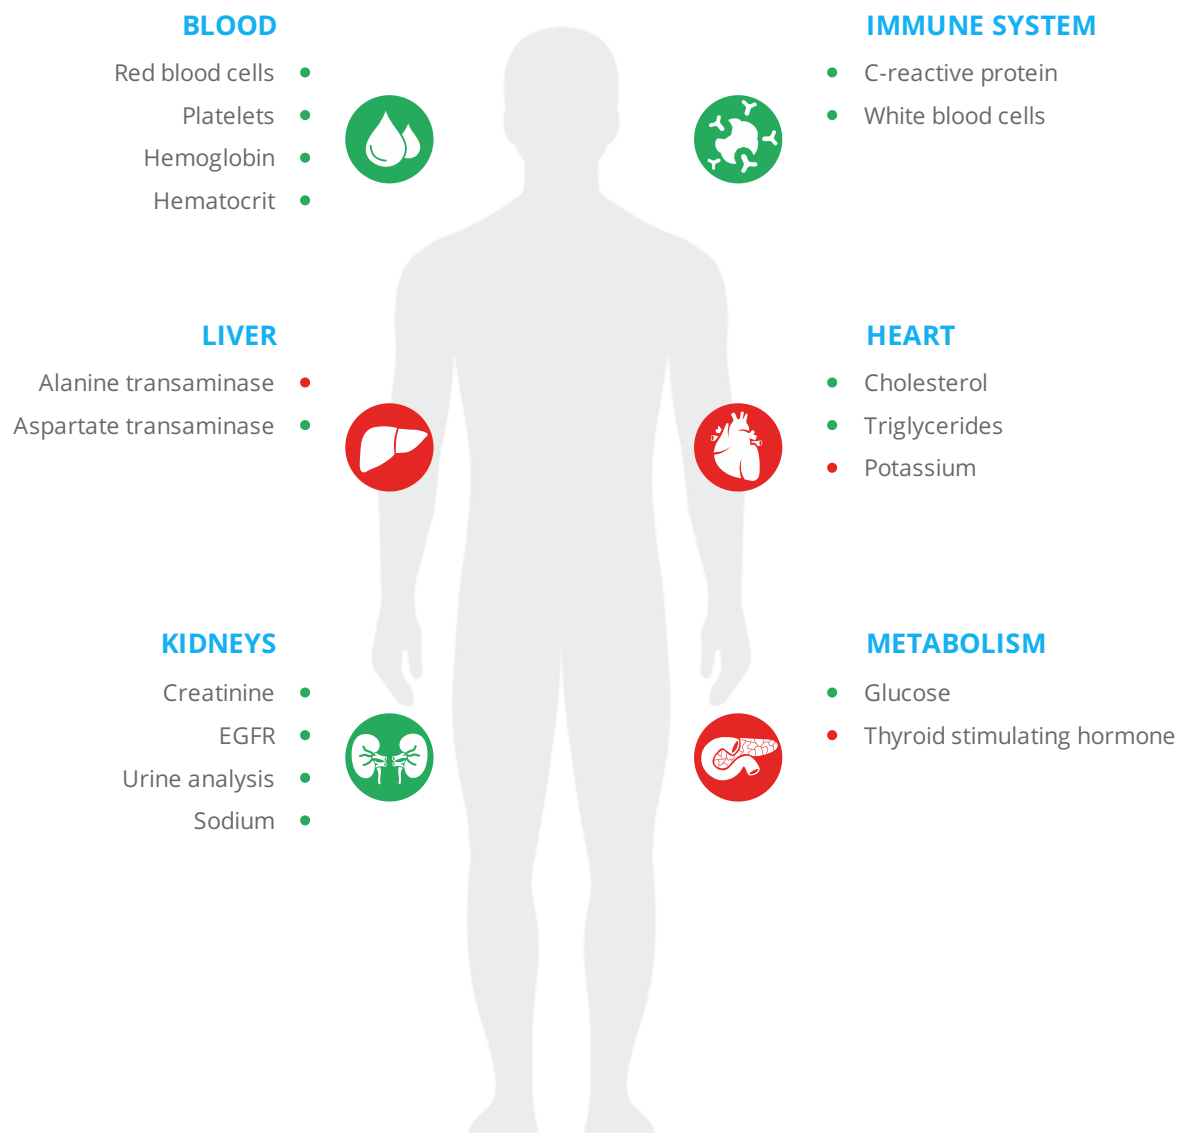 BLOOD
Red blood cells
Platelets
Hemoglobin
Hematocrit
IMMUNE SYSTEM
C-reactive protein
White blood cells
LIVER
Alanine transaminase
Aspartate transaminase
HEART
Cholesterol
Triglycerides
Potassium
KIDNEYS
Creatinine
EGFR
Urine analysis
Sodium
METABOLISM
Glucose
Thyroid stimulating hormone